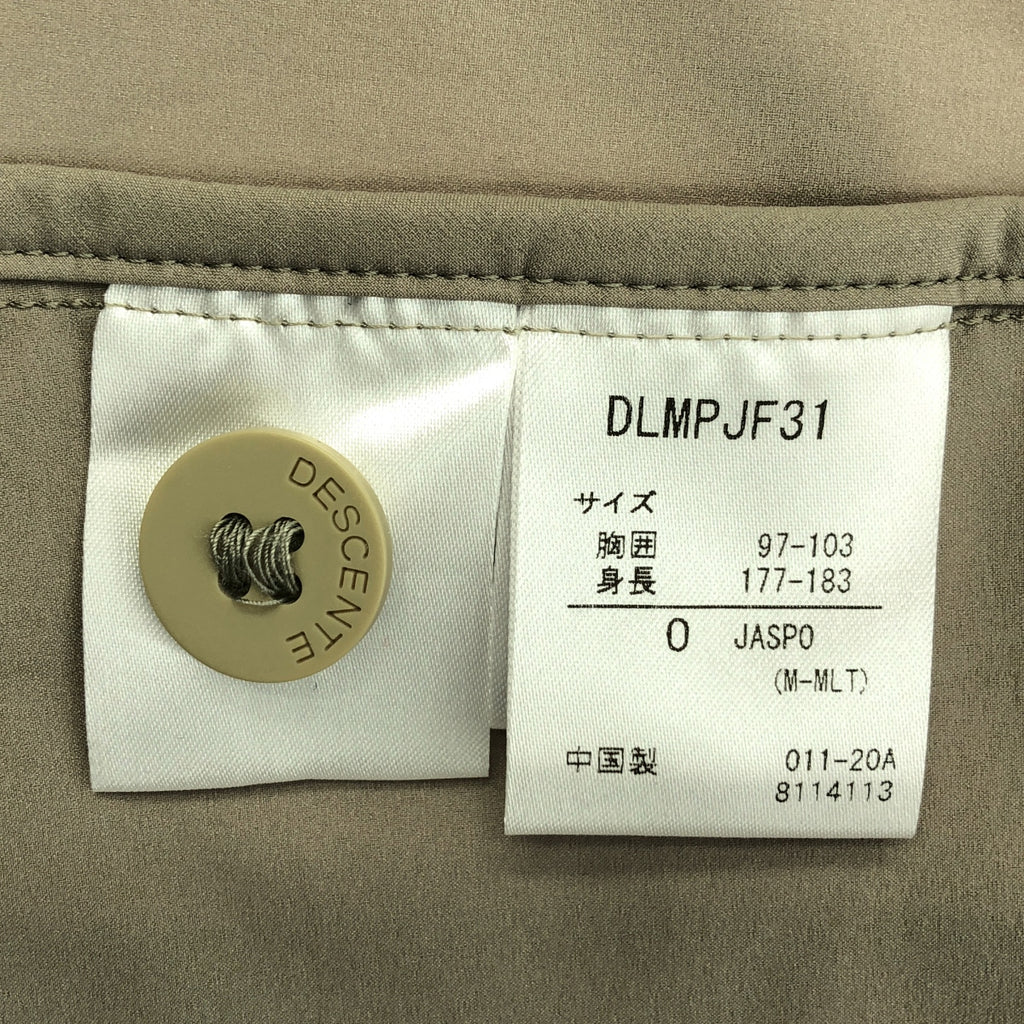 DESCENTE
DLMPJF31
サイズ
胸囲 97-103
身長 177-183
O JASPO
(M-MLT)
中国製 011-20A
8114113